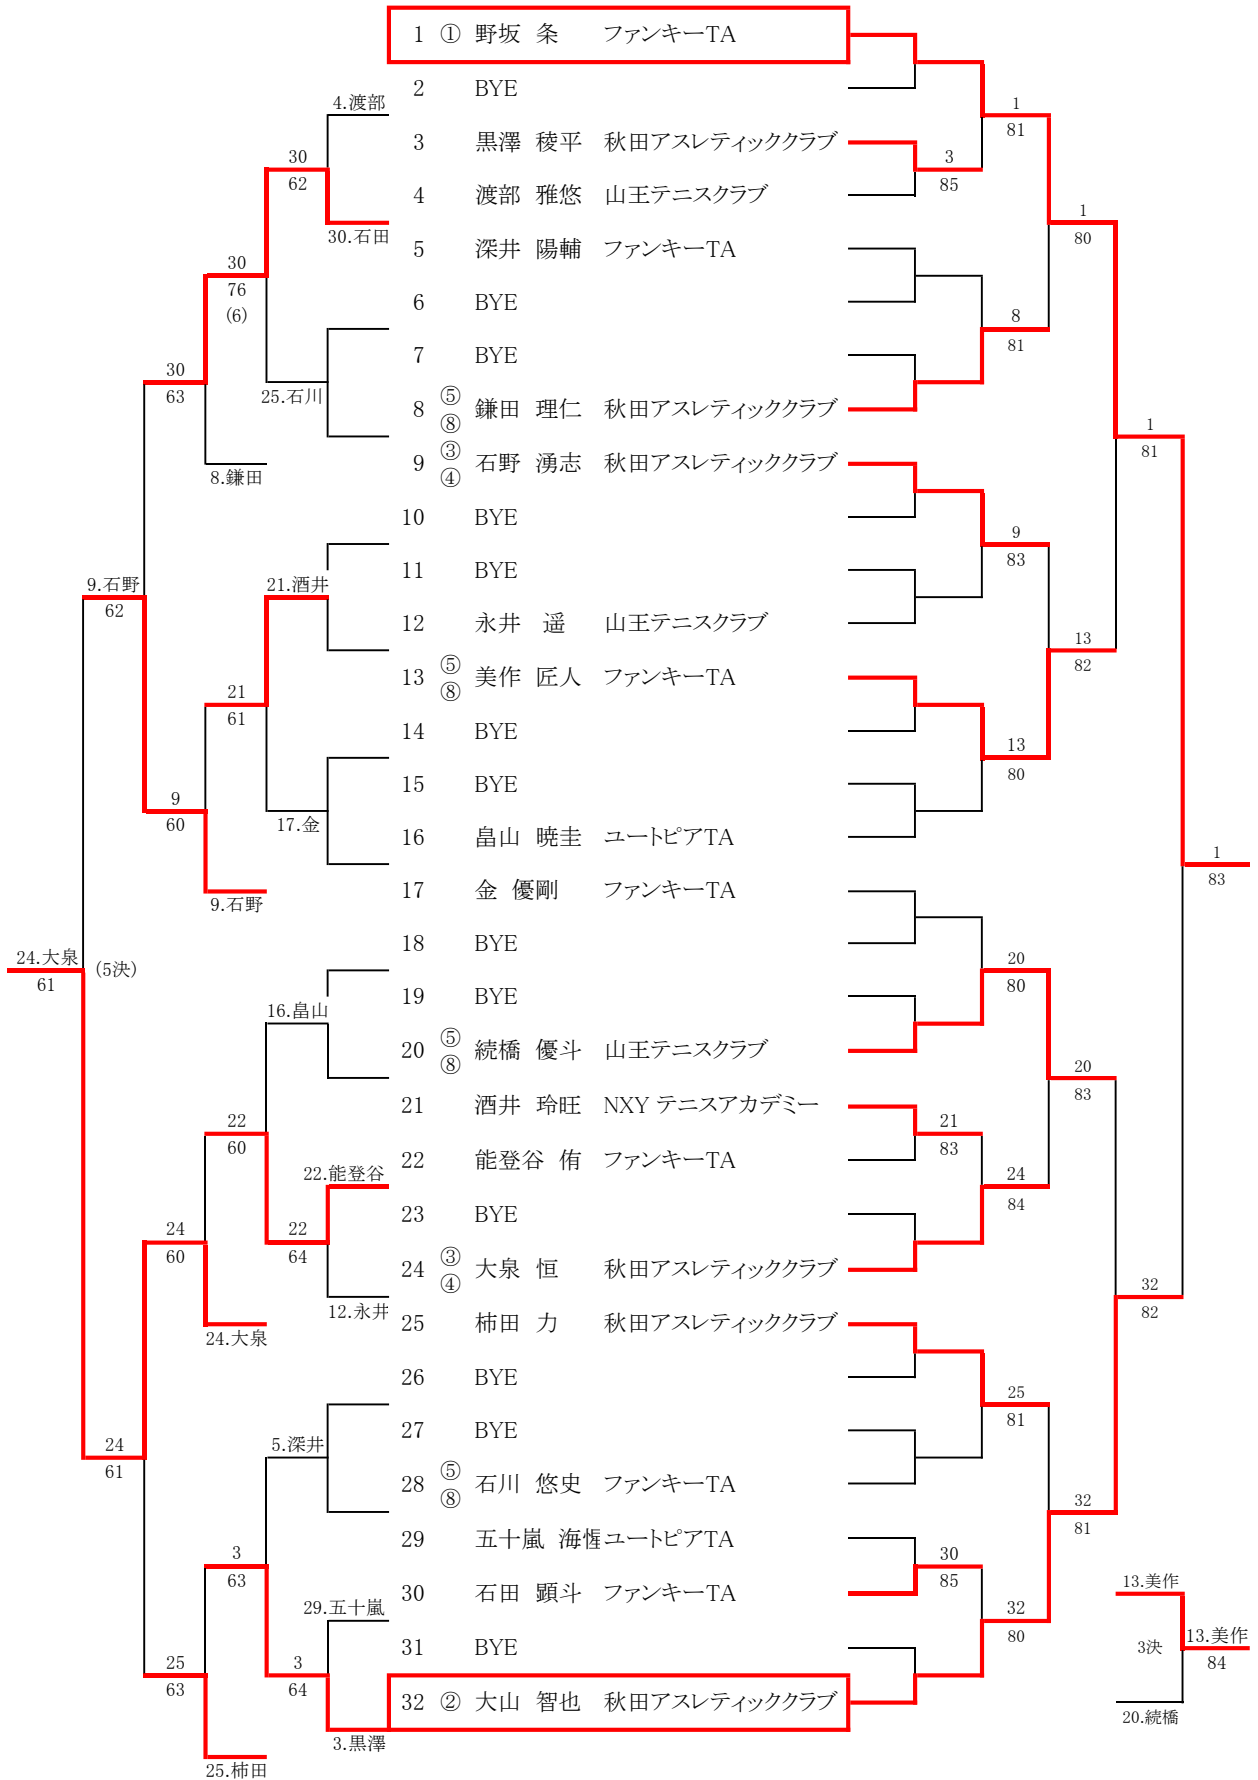 1 ① 野坂 条 ファンキーTA
2 BYE
3 黒澤 稜平 秋田アスレティッククラブ
4 渡部 雅悠 山王テニスクラブ
5 深井 陽輔 ファンキーTA
6 BYE
7 BYE
8 ⑤⑧ 鎌田 理仁 秋田アスレティッククラブ
9 ③④ 石野 湧志 秋田アスレティッククラブ
10 BYE
11 BYE
12 永井 遥 山王テニスクラブ
13 ⑤⑧ 美作 匠人 ファンキーTA
14 BYE
15 BYE
16 畠山 暁圭 ユートピアTA
17 金 優剛 ファンキーTA
18 BYE
19 BYE
20 ⑤⑧ 続橋 優斗 山王テニスクラブ
21 酒井 玲旺 NXY テニスアカデミー
22 能登谷 侑 ファンキーTA
23 BYE
24 ③④ 大泉 恒 秋田アスレティッククラブ
25 柿田 力 秋田アスレティッククラブ
26 BYE
27 BYE
28 ⑤⑧ 石川 悠史 ファンキーTA
29 五十嵐 海惺 ユートピアTA
30 石田 顕斗 ファンキーTA
31 BYE
32 ② 大山 智也 秋田アスレティッククラブ
4.渡部
30
62
30.石田
30
76
(6)
25.石川
30
63
8.鎌田
9.石野
62
21.酒井
21
61
17.金
9
60
9.石野
24.大泉
61
(5決)
16.畠山
22
60
22.能登谷
22
64
12.永井
24
60
24.大泉
24
61
5.深井
3
63
29.五十嵐
3
64
3.黒澤
25
63
25.柿田
3
85
1
81
8
81
1
80
9
83
13
80
13
82
1
81
20
80
21
83
24
84
20
83
25
81
30
85
32
80
32
81
32
82
1
83
13.美作
3決
13.美作
84
20.続橋